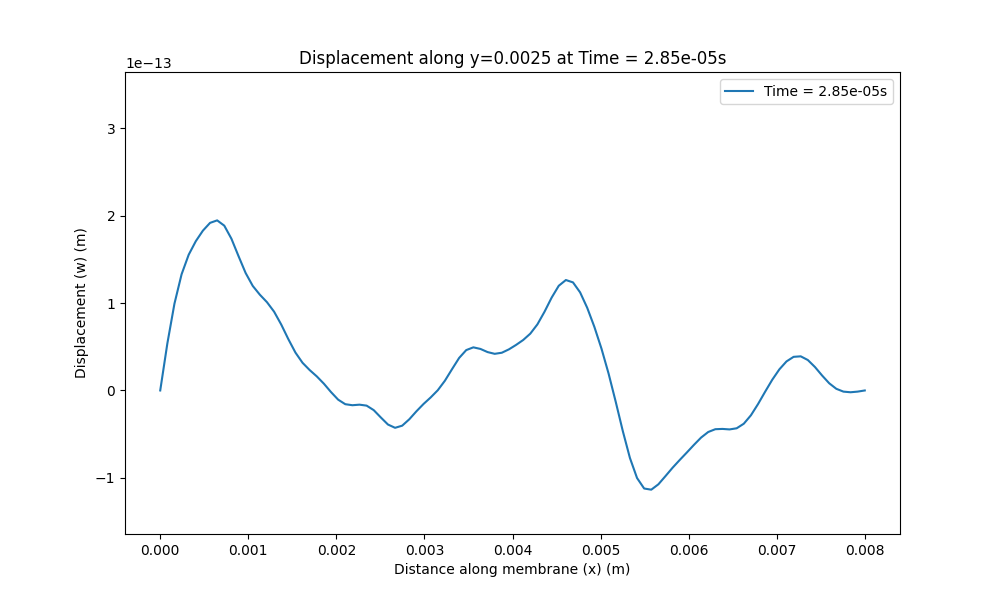 Displacement along y=0.0025 at Time = 2.85e-05s
1e−13
Time = 2.85e-05s
3
2
1
0
−1
Displacement (w) (m)
0.000 0.001 0.002 0.003 0.004 0.005 0.006 0.007 0.008
Distance along membrane (x) (m)